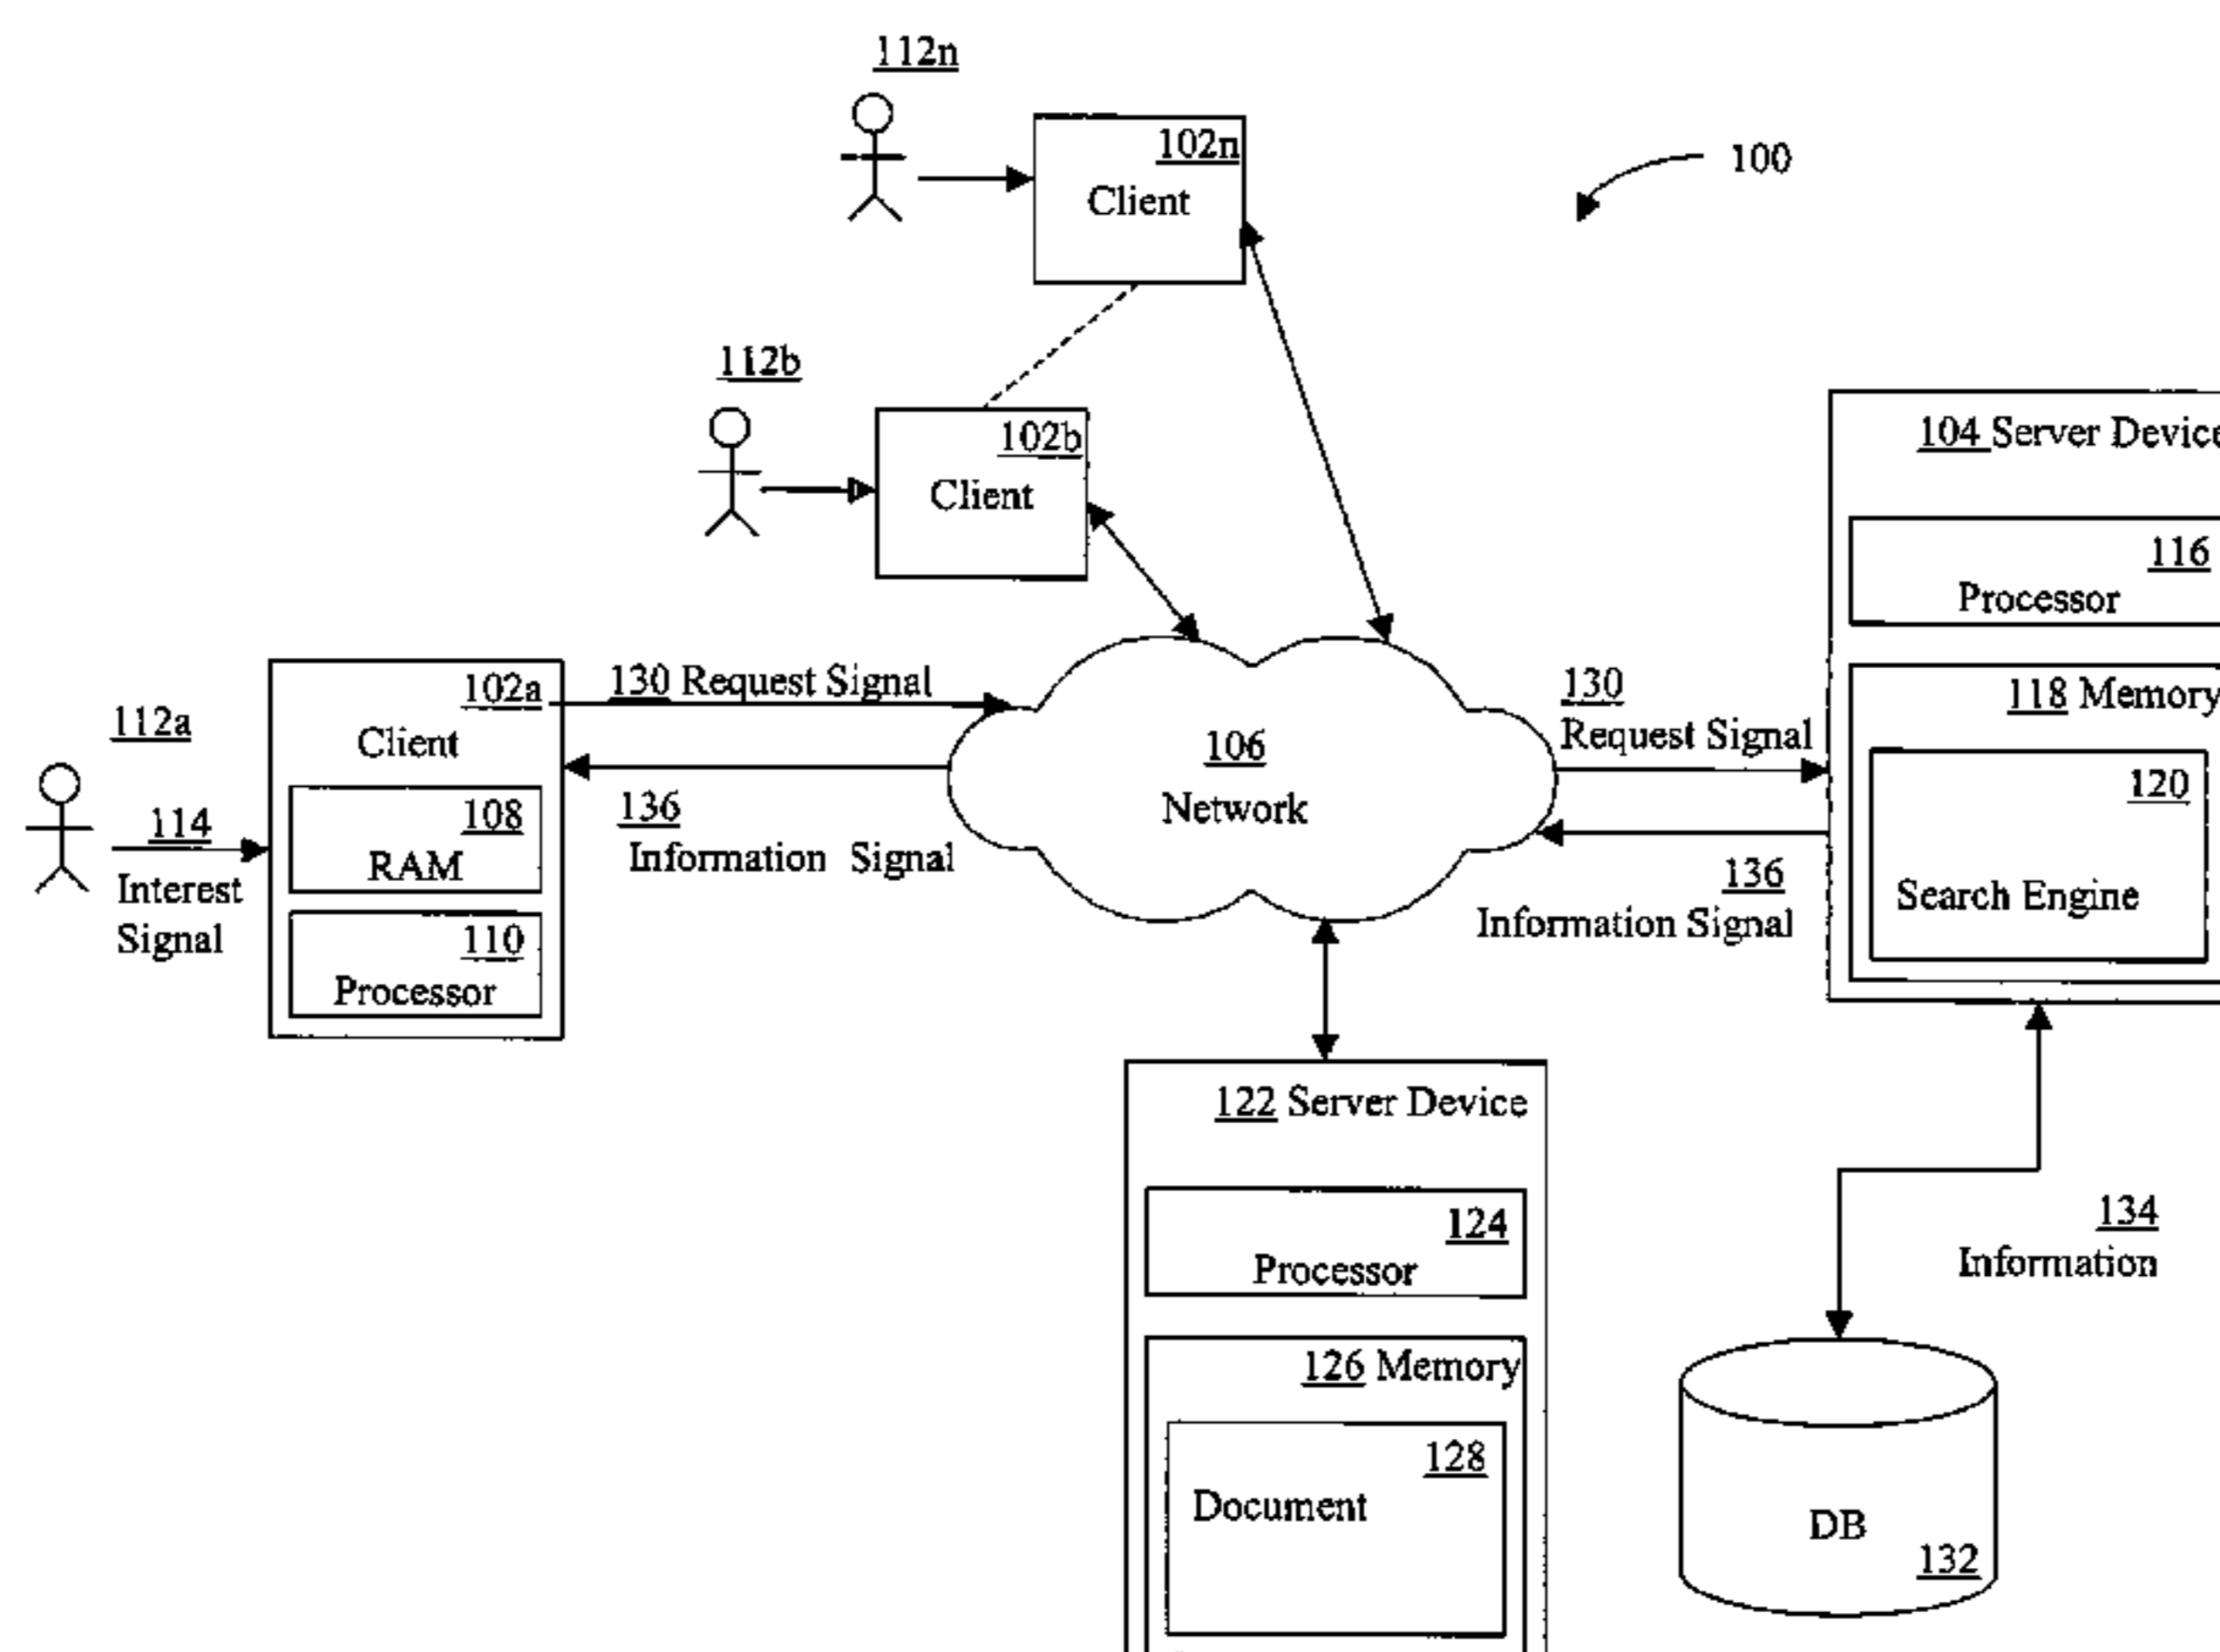 112n
102n
Client
100
112b
102b
Client
104 Server Device
116
Processor
118 Memory
120
Search Engine
112a
114
Interest
Signal
102a
Client
108
RAM
110
Processor
130 Request Signal
136
Information Signal
106
Network
130
Request Signal
136
Information Signal
122 Server Device
124
Processor
126 Memory
128
Document
134
Information
DB
132